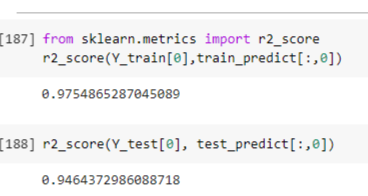 [187] from sklearn.metrics import r2_score
r2_score(Y_train[0],train_predict[:,0])
0.9754865287045089
[188] r2_score(Y_test[0], test_predict[:,0])
0.9464372986088718